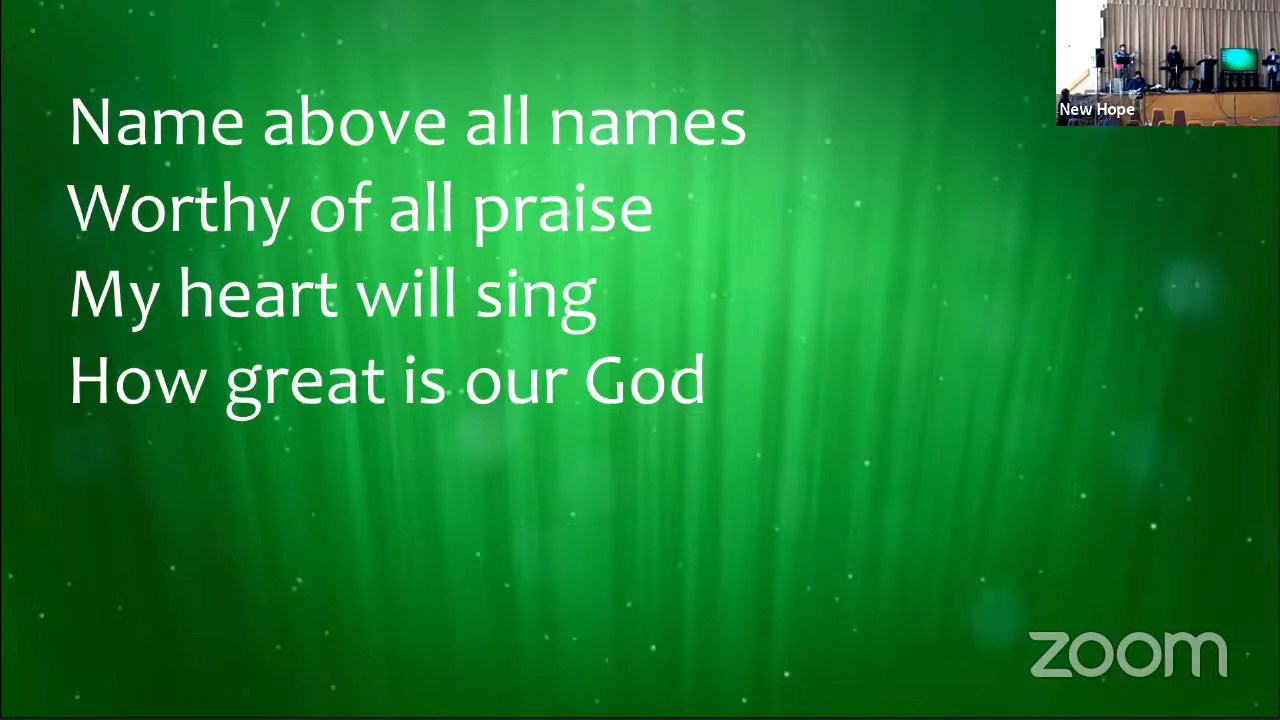 Name above all names
Worthy of all praise
My heart will sing
How great is our God
New Hope
zoom